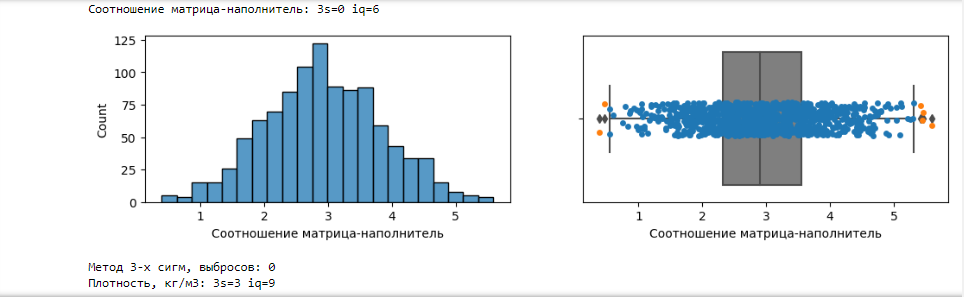 Соотношение матрица-наполнитель: 3s=0 iq=6
125
100
75
50
25
0
Count
1 2 3 4 5
Соотношение матрица-наполнитель
1 2 3 4 5
Соотношение матрица-наполнитель
Метод 3-х сигм, выбросов: 0
Плотность, кг/м3: 3s=3 iq=9